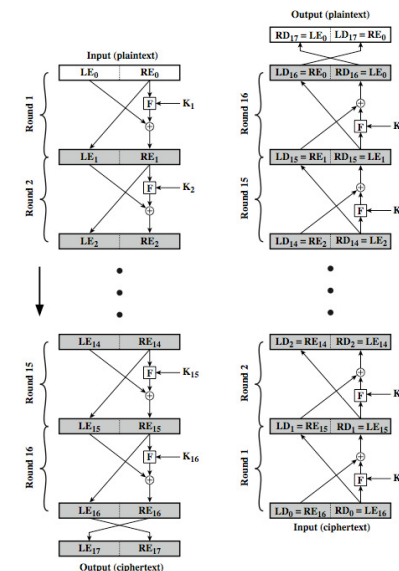 Input (plaintext)
LE0 RE0
Round 1
F
K1
LE1 RE1
Round 2
F
K2
LE2 RE2
LE14 RE14
Round 15
F
K15
LE15 RE15
Round 16
F
K16
LE16 RE16
LE17 RE17
Output (ciphertext)
Output (plaintext)
RD17 = LE0 LD17 = RE0
LD16 = RE0 RD16 = LE0
Round 16
F
K
LD15 = RE1 RD15 = LE1
Round 15
F
K
LD14 = RE2 RD14 = LE2
LD2 = RE14 RD2 = LE14
Round 2
F
K
LD1 = RE15 RD1 = LE15
Round 1
F
K
LD0 = RE16 RD0 = LE16
Input (ciphertext)